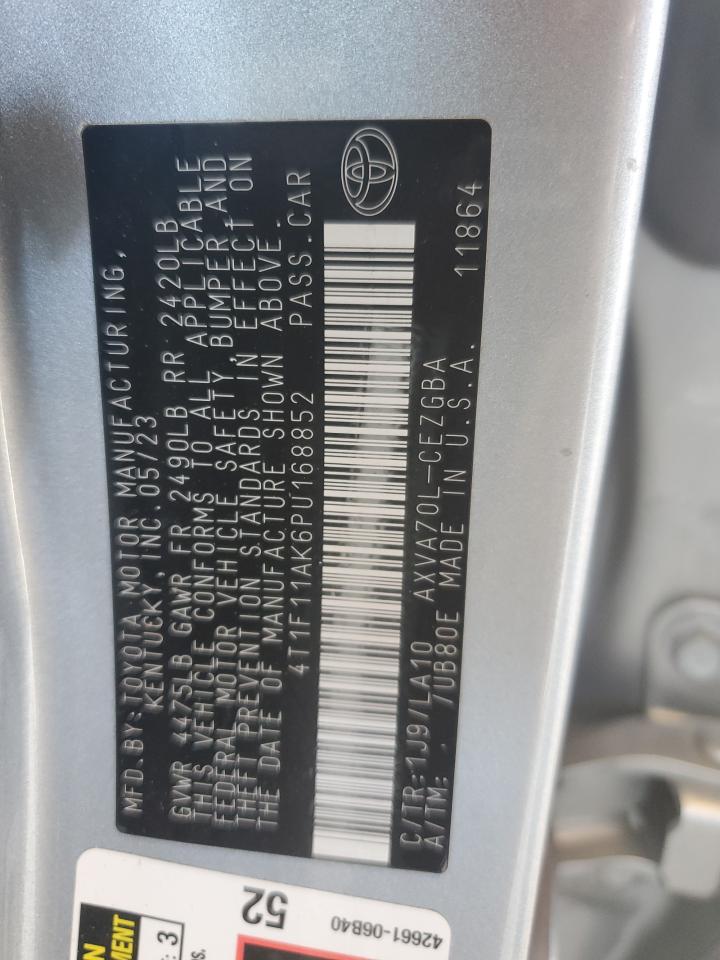 MFD.BY:TOYOTA MOTOR MANUFACTURING,
KENTUCKY, INC.05/23
GVWR 4475LB GAWR FR 2490LB RR 2420LB
THIS VEHICLE CONFORMS TO ALL APPLICABLE
FEDERAL MOTOR VEHICLE SAFETY,BUMPER,AND
THEFT PREVENTION STANDARDS IN EFFECT ON
THE DATE OF MANUFACTURE SHOWN ABOVE.
4T1F11AK6PU168852 PASS.CAR
C/TR:1J9/LA10 AXVA70L-CEZGBA
A/TM: . 7UB80E MADE IN U.S.A. 11864
52
42661-06B40
: 3